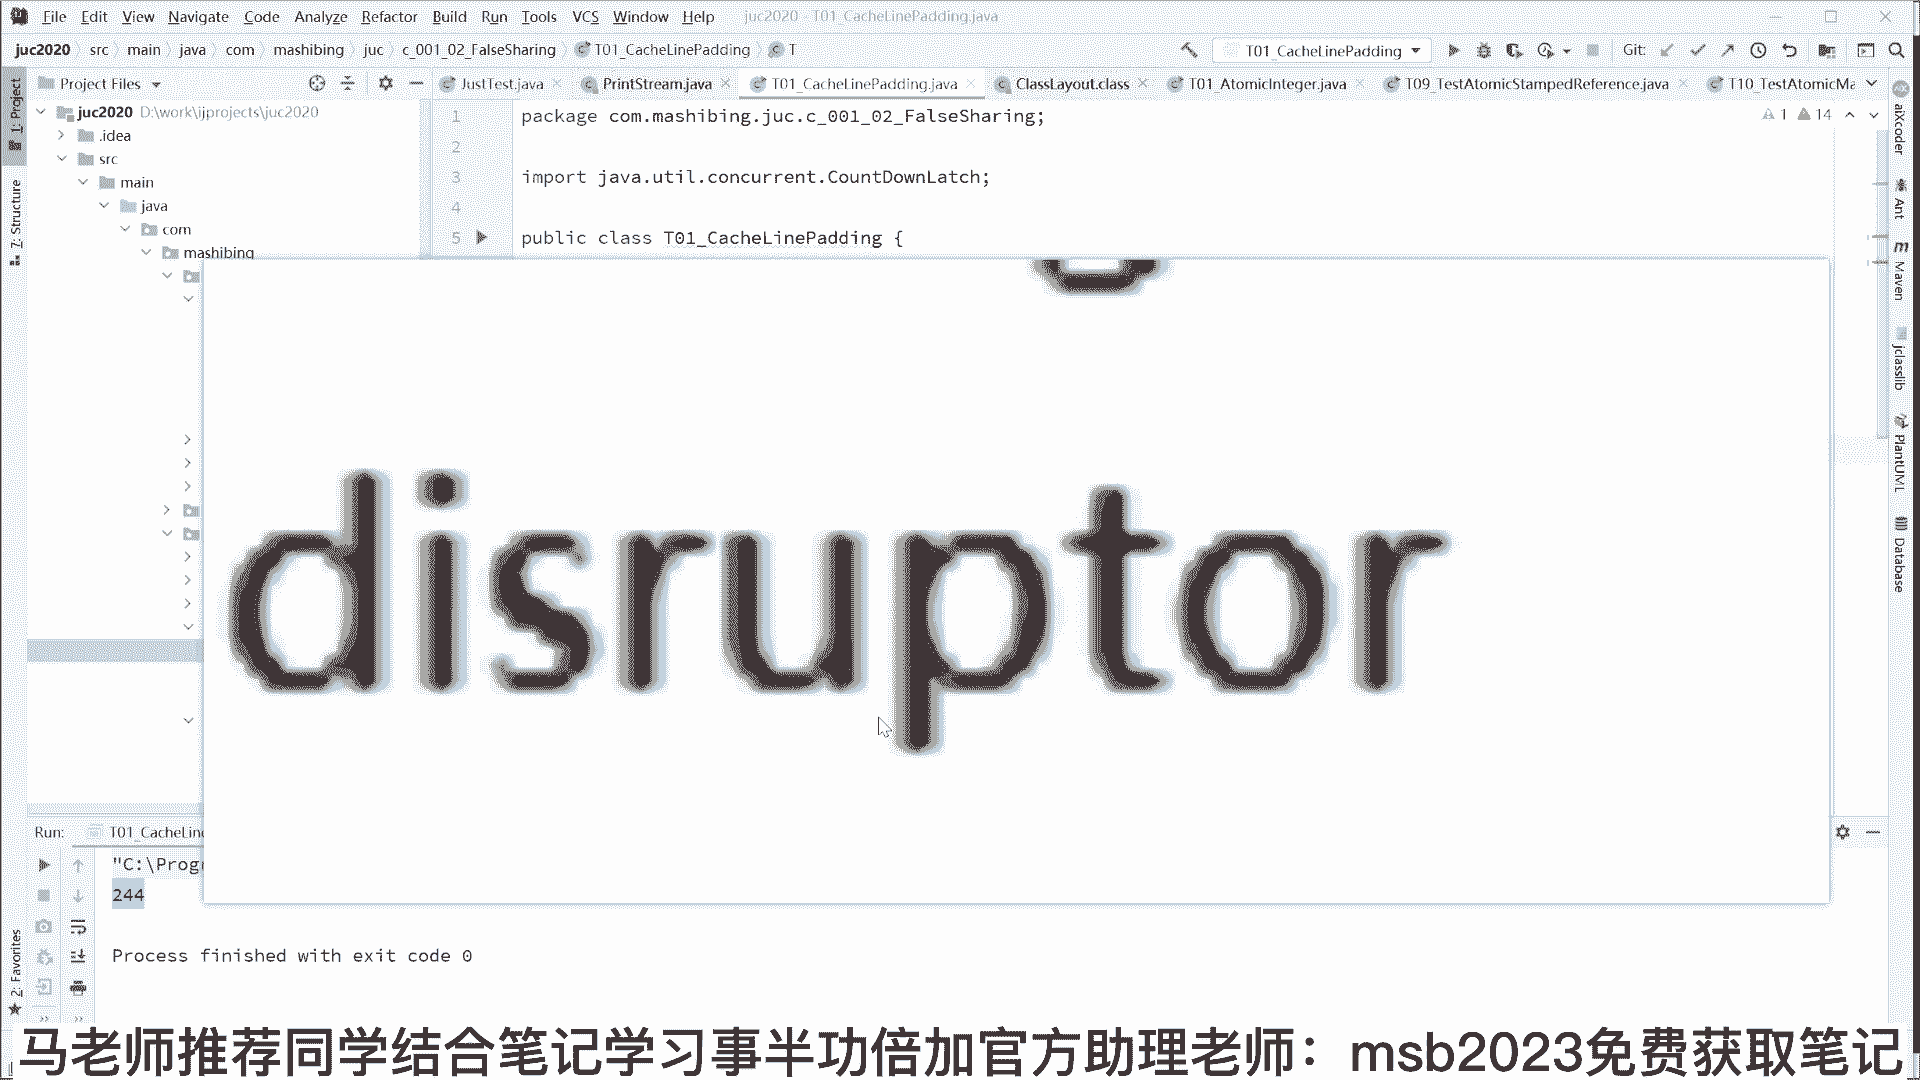 File Edit View Navigate Code Analyze Refactor Build Run Tools VCS Window Help juc2020 - T01_CacheLinePadding.java
juc2020 src main java com mashibing juc c_001_02_FalseSharing T01_CacheLinePadding T T01_CacheLinePadding Git:
1: Project
Project Files
JustTest.java PrintStream.java T01_CacheLinePadding.java ClassLayout.class T01_AtomicInteger.java T09_TestAtomicStampedReference.java T10_TestAtomicMa
juc2020 D:\work\ijprojects\juc2020
.idea
src
main
java
com
mashibing
7: Structure
1 package com.mashibing.juc.c_001_02_FalseSharing;
2
3 import java.util.concurrent.CountDownLatch;
4
5 public class T01_CacheLinePadding {
1 14
aiXcoder
Ant
Maven
jclasslib
PlantUML
Database
disruptor
Run: T01_CacheLine
"C:\Progr
244
Process finished with exit code 0
2: Favorites
马老师推荐同学结合笔记学习事半功倍加官方助理老师：msb2023免费获取笔记